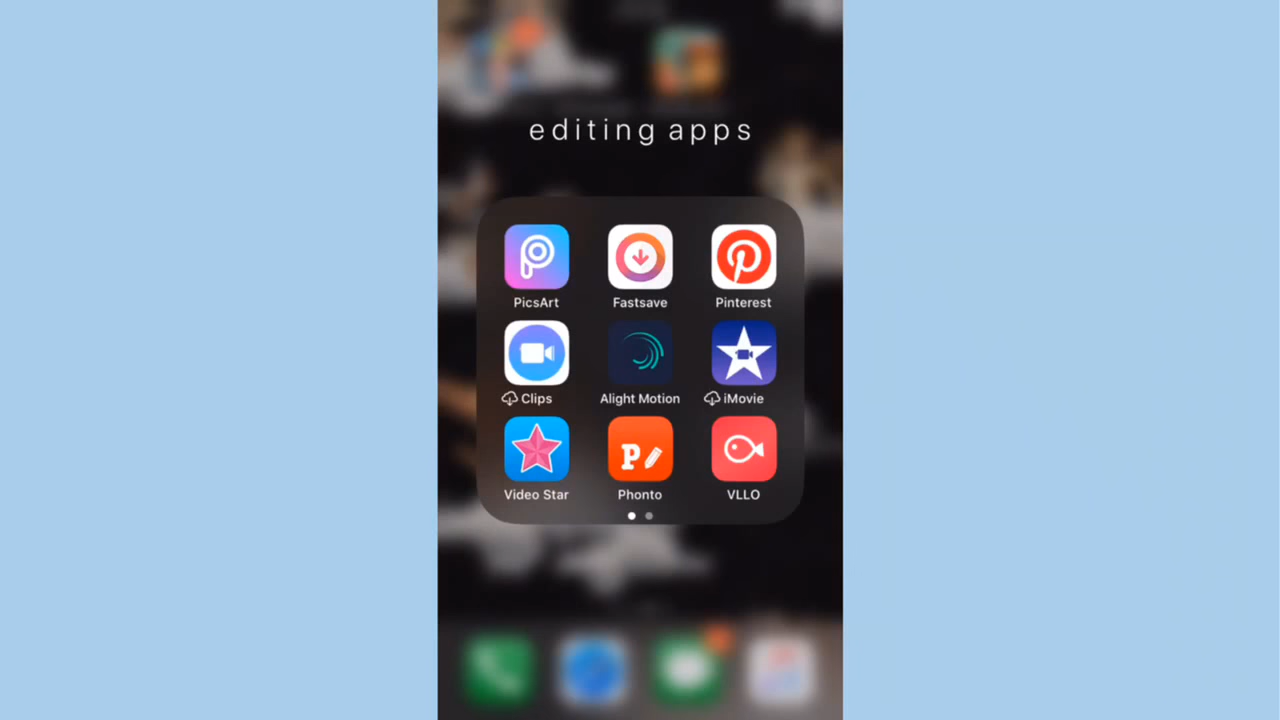 editing apps
PicsArt Fastsave Pinterest
Clips Alight Motion iMovie
Video Star Phonto VLLO